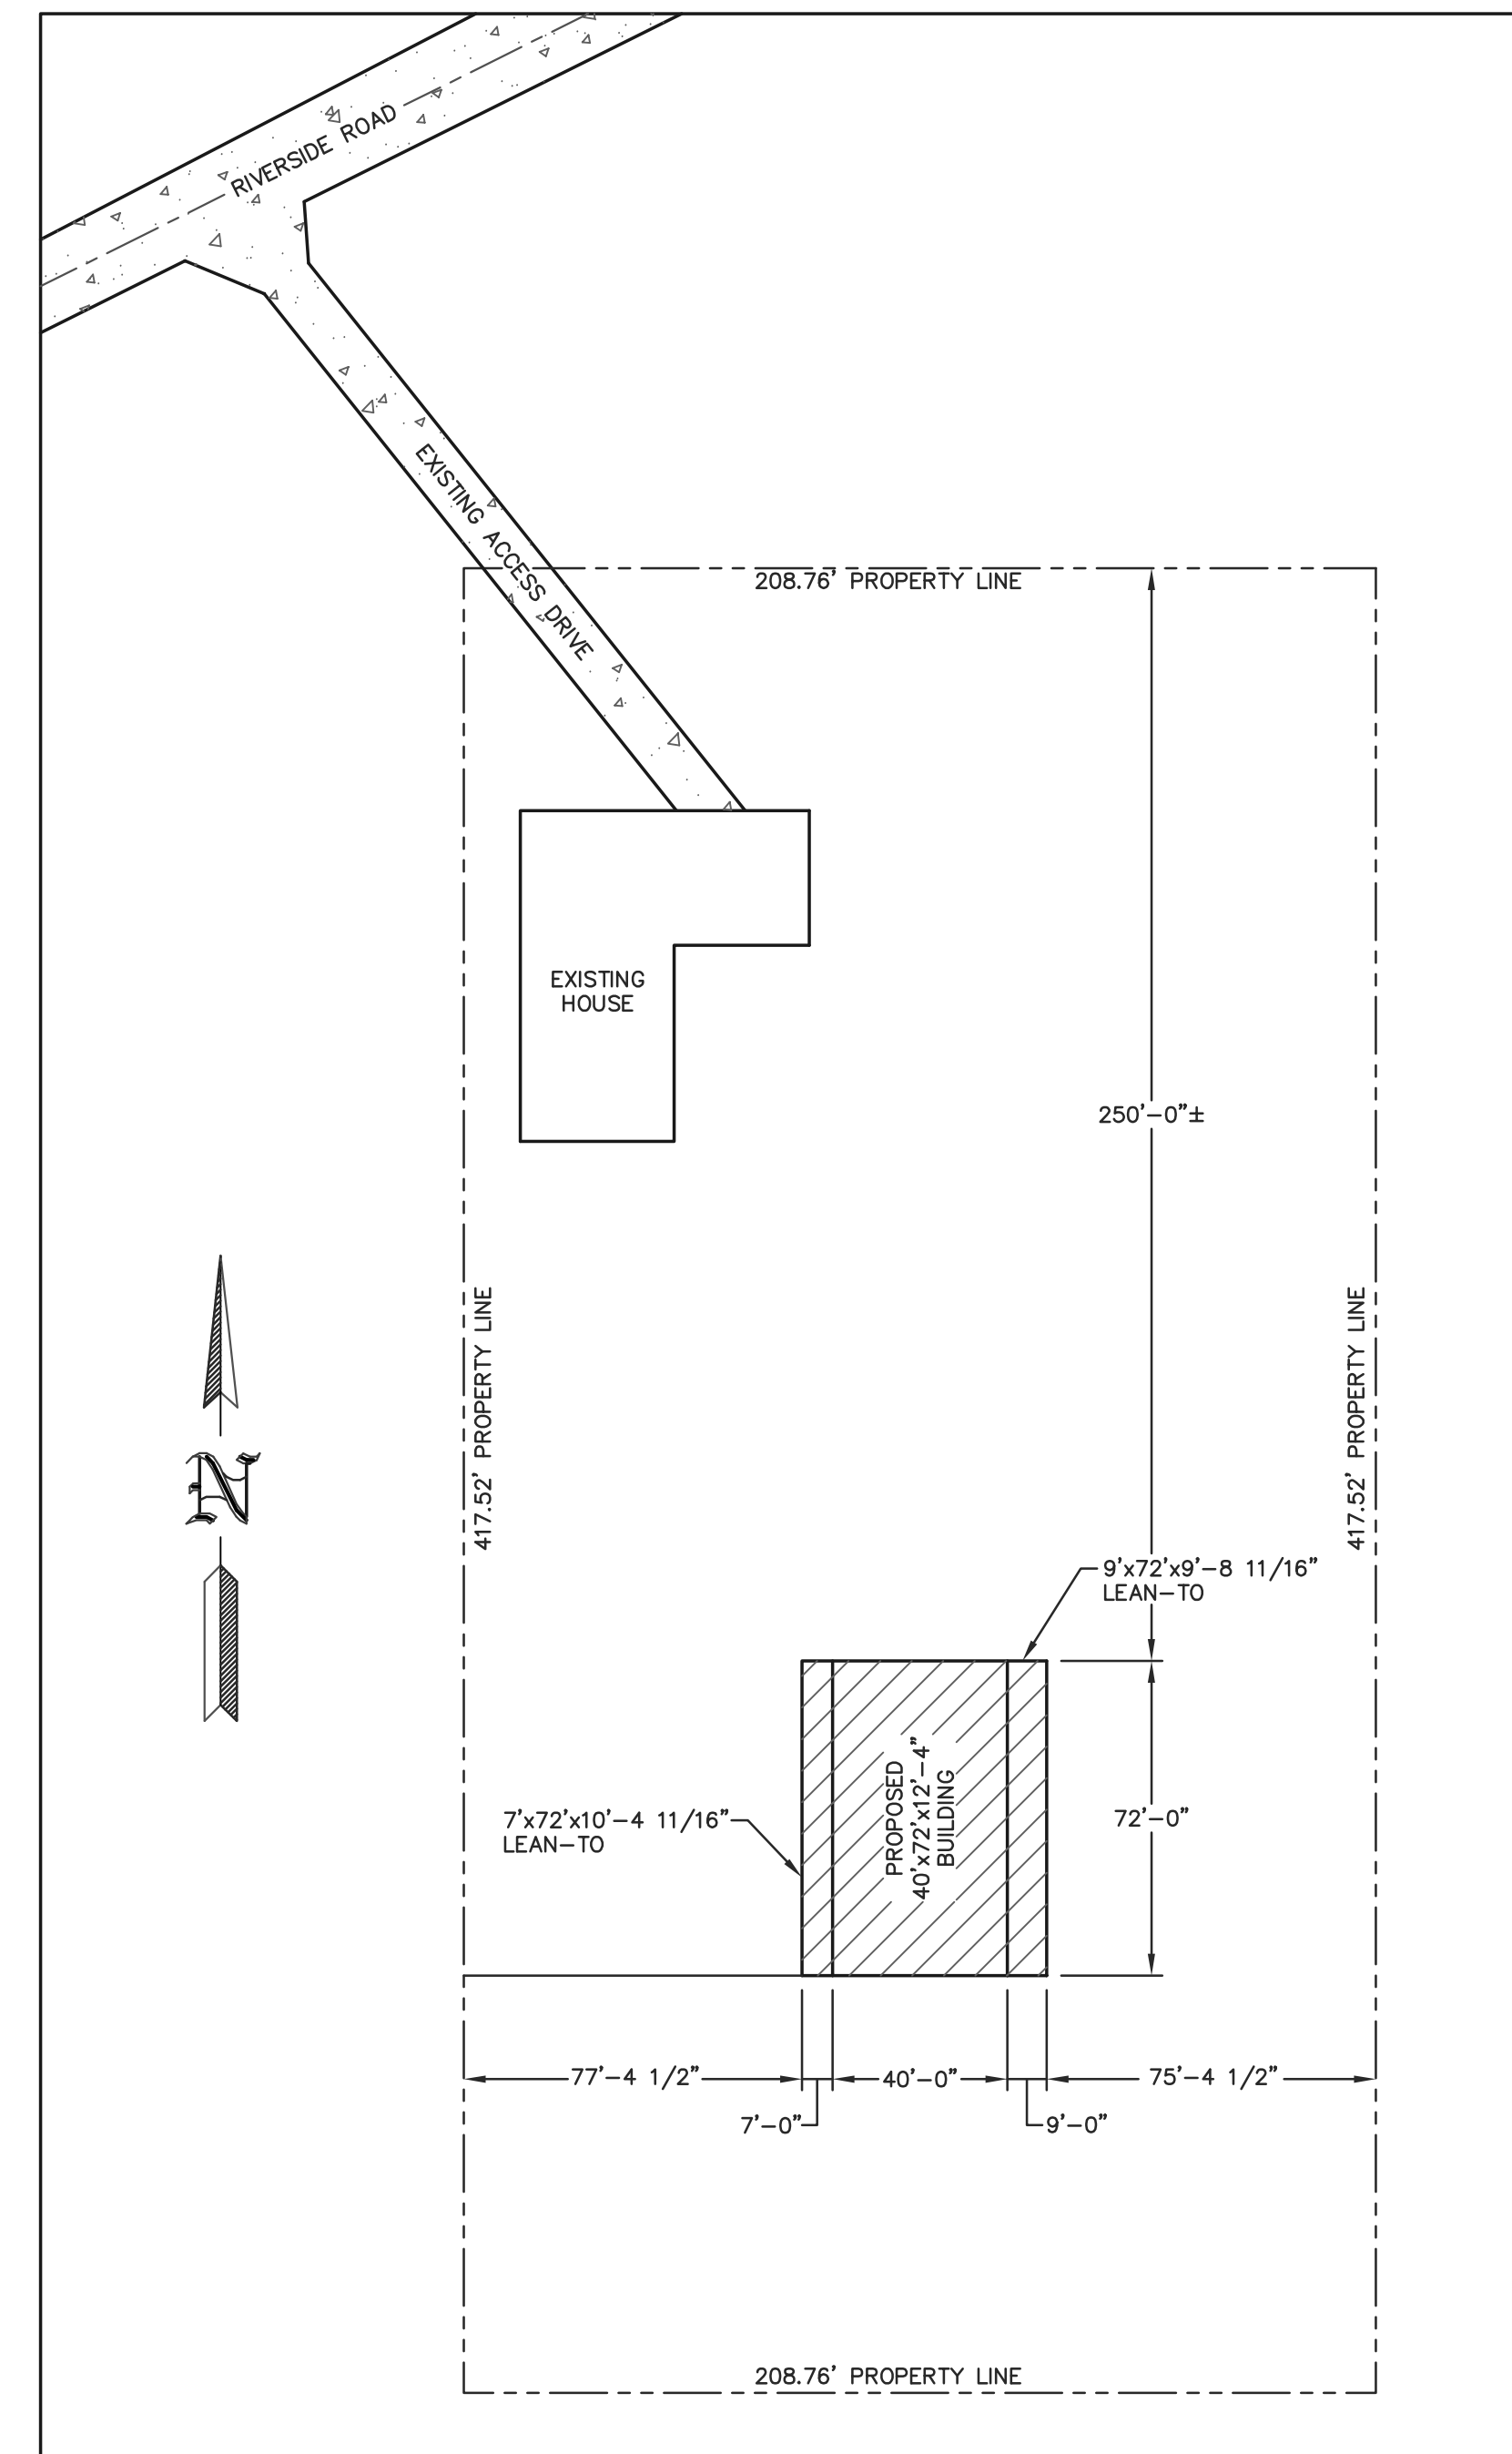 RIVERSIDE ROAD
EXISTING ACCESS DRIVE
208.76' PROPERTY LINE
EXISTING
HOUSE
250'-0"±
417.52' PROPERTY LINE
417.52' PROPERTY LINE
N
9'x72'x9'-8 11/16"
LEAN-TO
7'x72'x10'-4 11/16"
LEAN-TO
PROPOSED
40'x72'x12'-4"
BUILDING
72'-0"
77'-4 1/2"
40'-0"
75'-4 1/2"
7'-0"
9'-0"
208.76' PROPERTY LINE